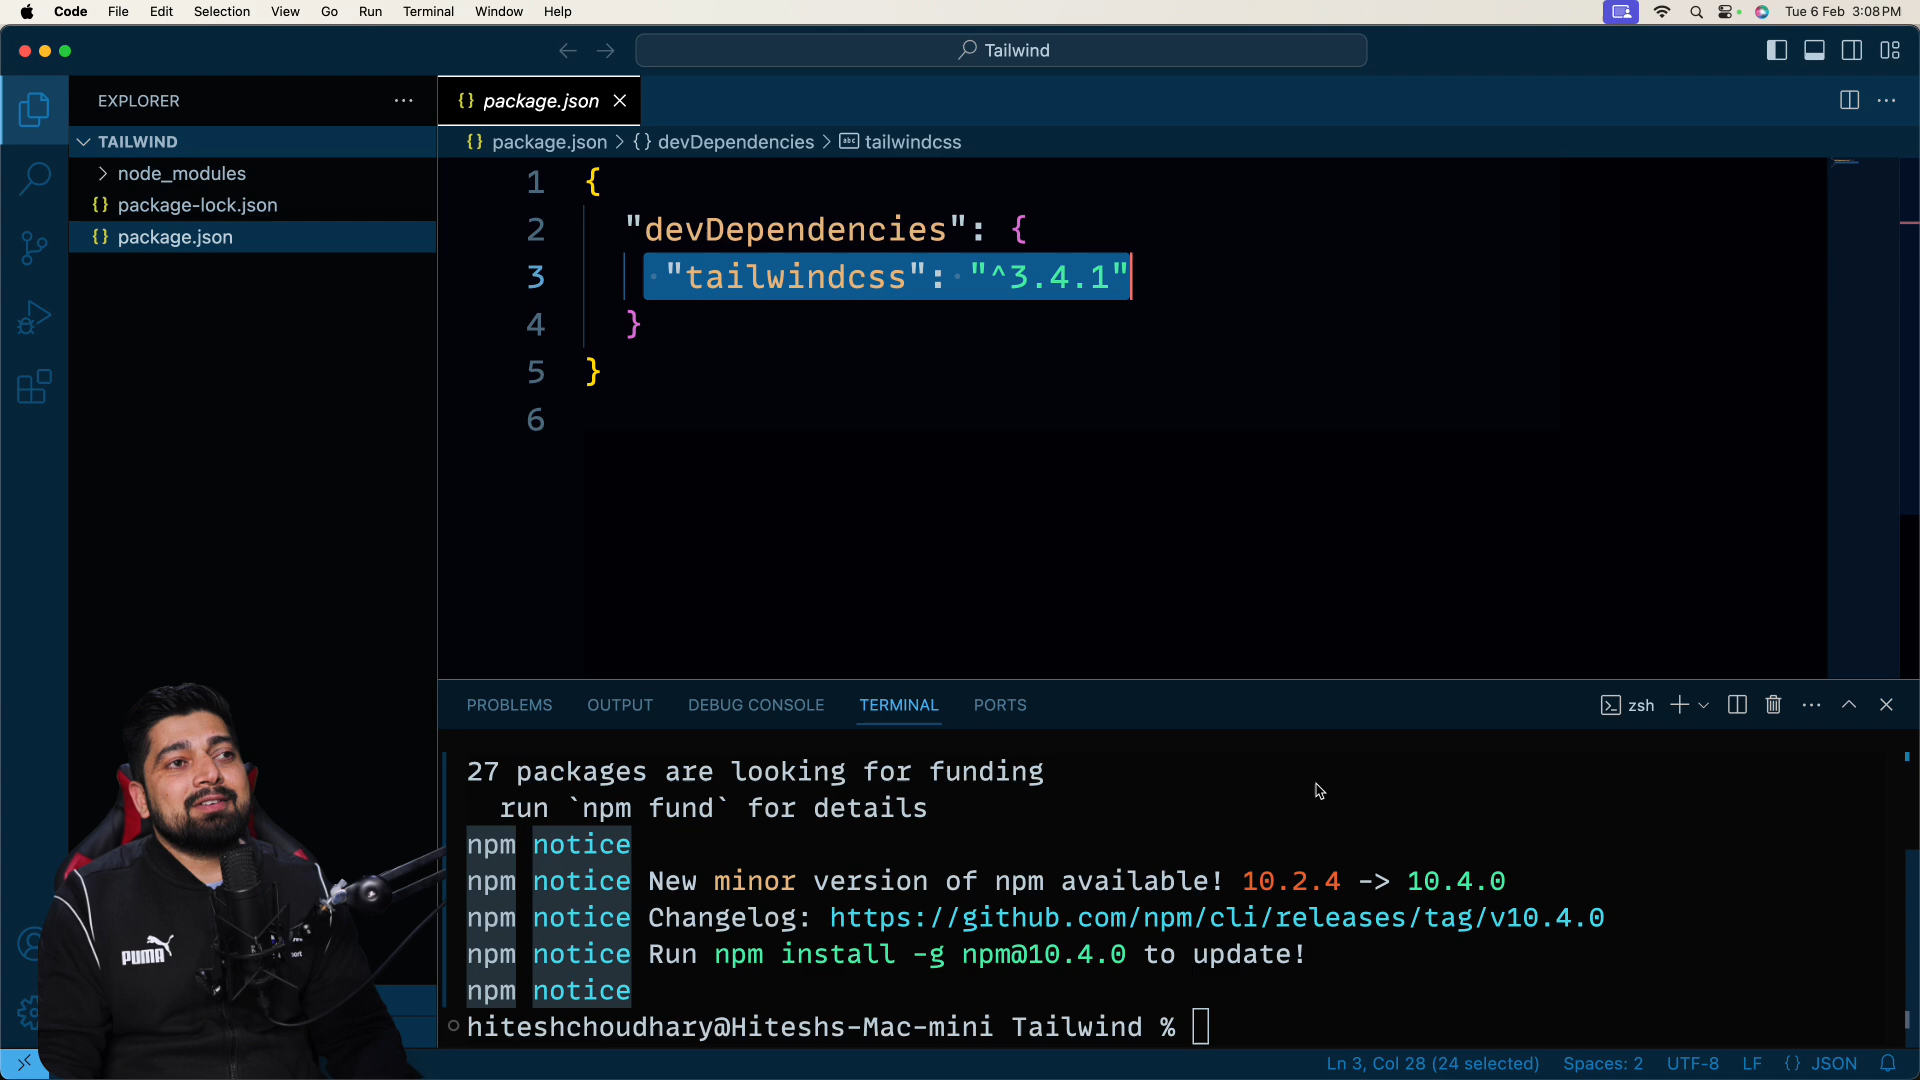 Code File Edit Selection View Go Run Terminal Window Help Tue 6 Feb 3:08 PM
Tailwind
EXPLORER
TAILWIND
node_modules
{} package-lock.json
{} package.json
{} package.json
{} package.json > {} devDependencies > abc tailwindcss
1 {
2 "devDependencies": {
3 "tailwindcss": "^3.4.1"
4 }
5 }
6
PROBLEMS OUTPUT DEBUG CONSOLE TERMINAL PORTS zsh
27 packages are looking for funding
run `npm fund` for details
npm notice
npm notice New minor version of npm available! 10.2.4 -> 10.4.0
npm notice Changelog: https://github.com/npm/cli/releases/tag/v10.4.0
npm notice Run npm install -g npm@10.4.0 to update!
npm notice
hiteshchoudhary@Hiteshs-Mac-mini Tailwind %
PUMA
Ln 3, Col 28 (24 selected) Spaces: 2 UTF-8 LF {} JSON